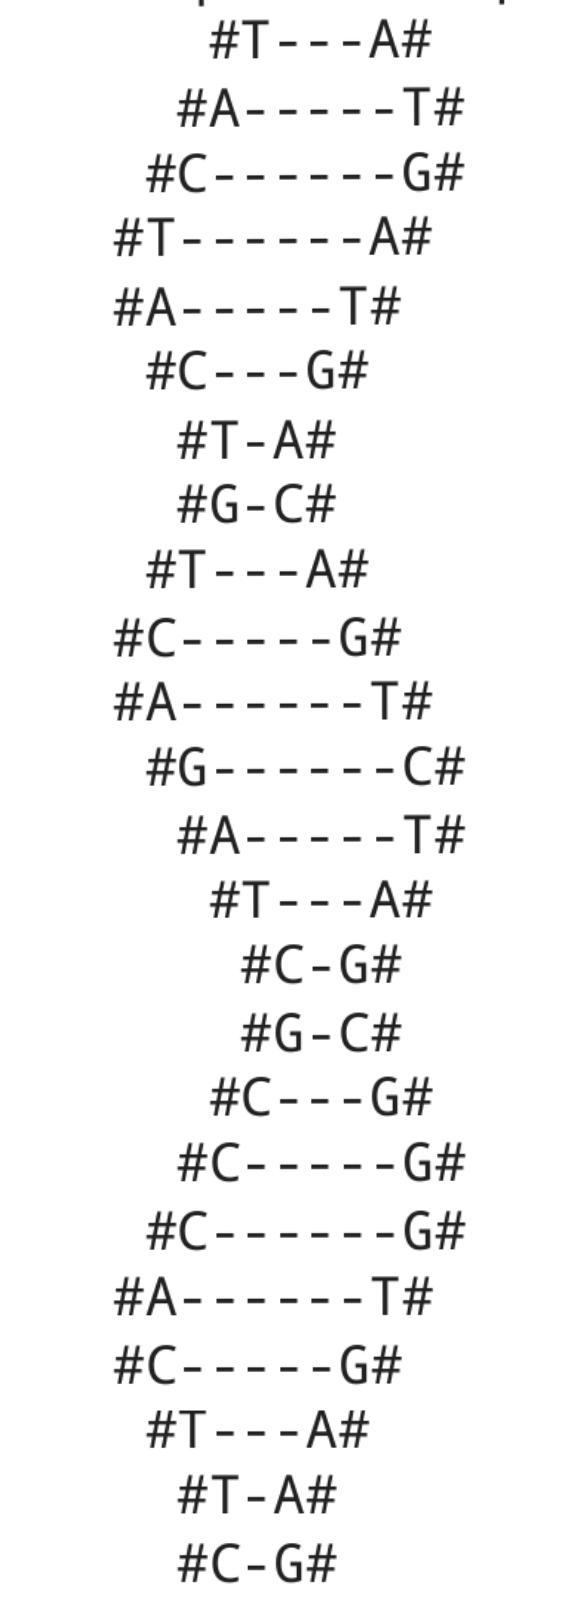 #T---A#
#A-----T#
#C------G#
#T------A#
#A-----T#
#C---G#
#T-A#
#G-C#
#T---A#
#C-----G#
#A------T#
#G------C#
#A-----T#
#T---A#
#C-G#
#G-C#
#C---G#
#C-----G#
#C------G#
#A------T#
#C-----G#
#T---A#
#T-A#
#C-G#